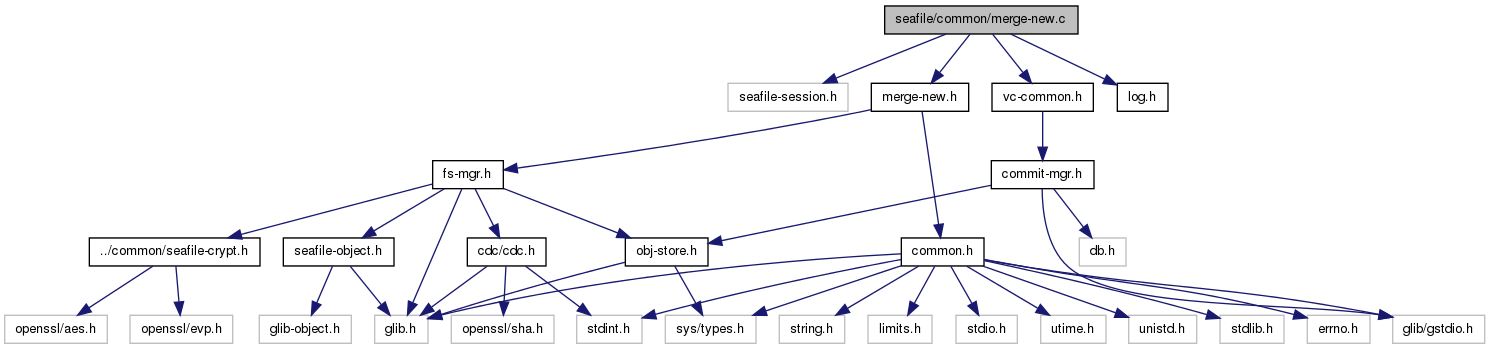 seafile/common/merge-new.c
seafile-session.h
merge-new.h
vc-common.h
log.h
fs-mgr.h
commit-mgr.h
../common/seafile-crypt.h
seafile-object.h
cdc/cdc.h
obj-store.h
common.h
db.h
openssl/aes.h
openssl/evp.h
glib-object.h
glib.h
openssl/sha.h
stdint.h
sys/types.h
string.h
limits.h
stdio.h
utime.h
unistd.h
stdlib.h
errno.h
glib/gstdio.h